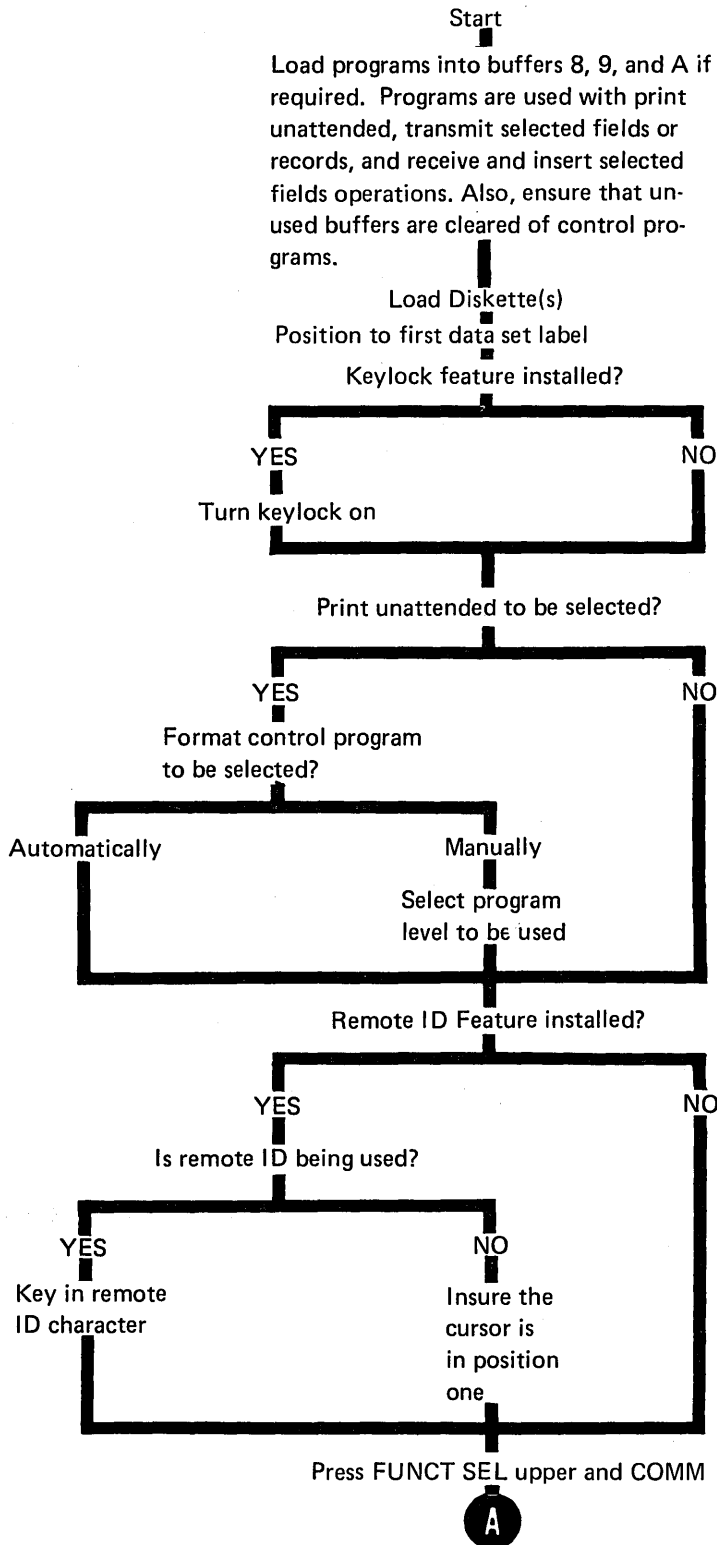 Start
Load programs into buffers 8, 9, and A if
required. Programs are used with print
unattended, transmit selected fields or
records, and receive and insert selected
fields operations. Also, ensure that un-
used buffers are cleared of control pro-
grams.
Load Diskette(s)
Position to first data set label
Keylock feature installed?
YES
NO
Turn keylock on
Print unattended to be selected?
YES
NO
Format control program
to be selected?
Automatically
Manually
Select program
level to be used
Remote ID Feature installed?
YES
NO
Is remote ID being used?
YES
NO
Key in remote
ID character
Insure the
cursor is
in position
one
Press FUNCT SEL upper and COMM
A